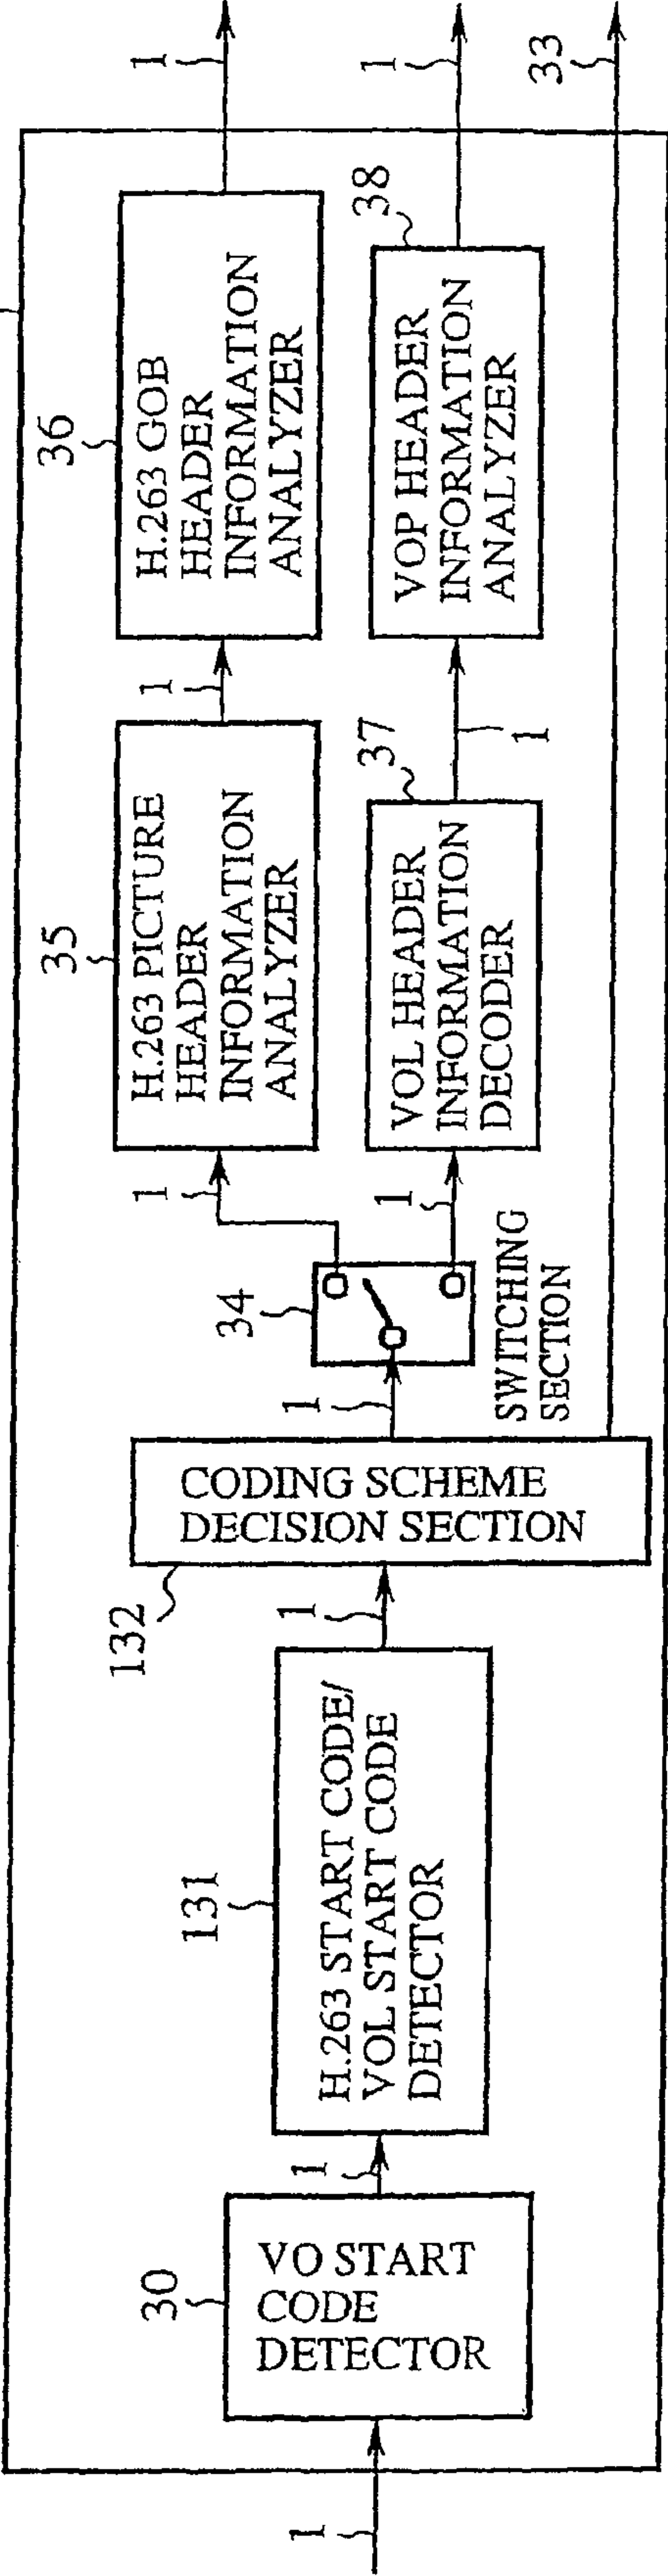 1
30
VO START
CODE
DETECTOR
1
131
H.263 START CODE/
VOL START CODE
DETECTOR
1
132
CODING SCHEME
DECISION SECTION
1
34
SWITCHING
SECTION
1
35
H.263 PICTURE
HEADER
INFORMATION
ANALYZER
1
36
H.263 GOB
HEADER
INFORMATION
ANALYZER
1
1
37
VOL HEADER
INFORMATION
DECODER
1
38
VOP HEADER
INFORMATION
ANALYZER
1
33